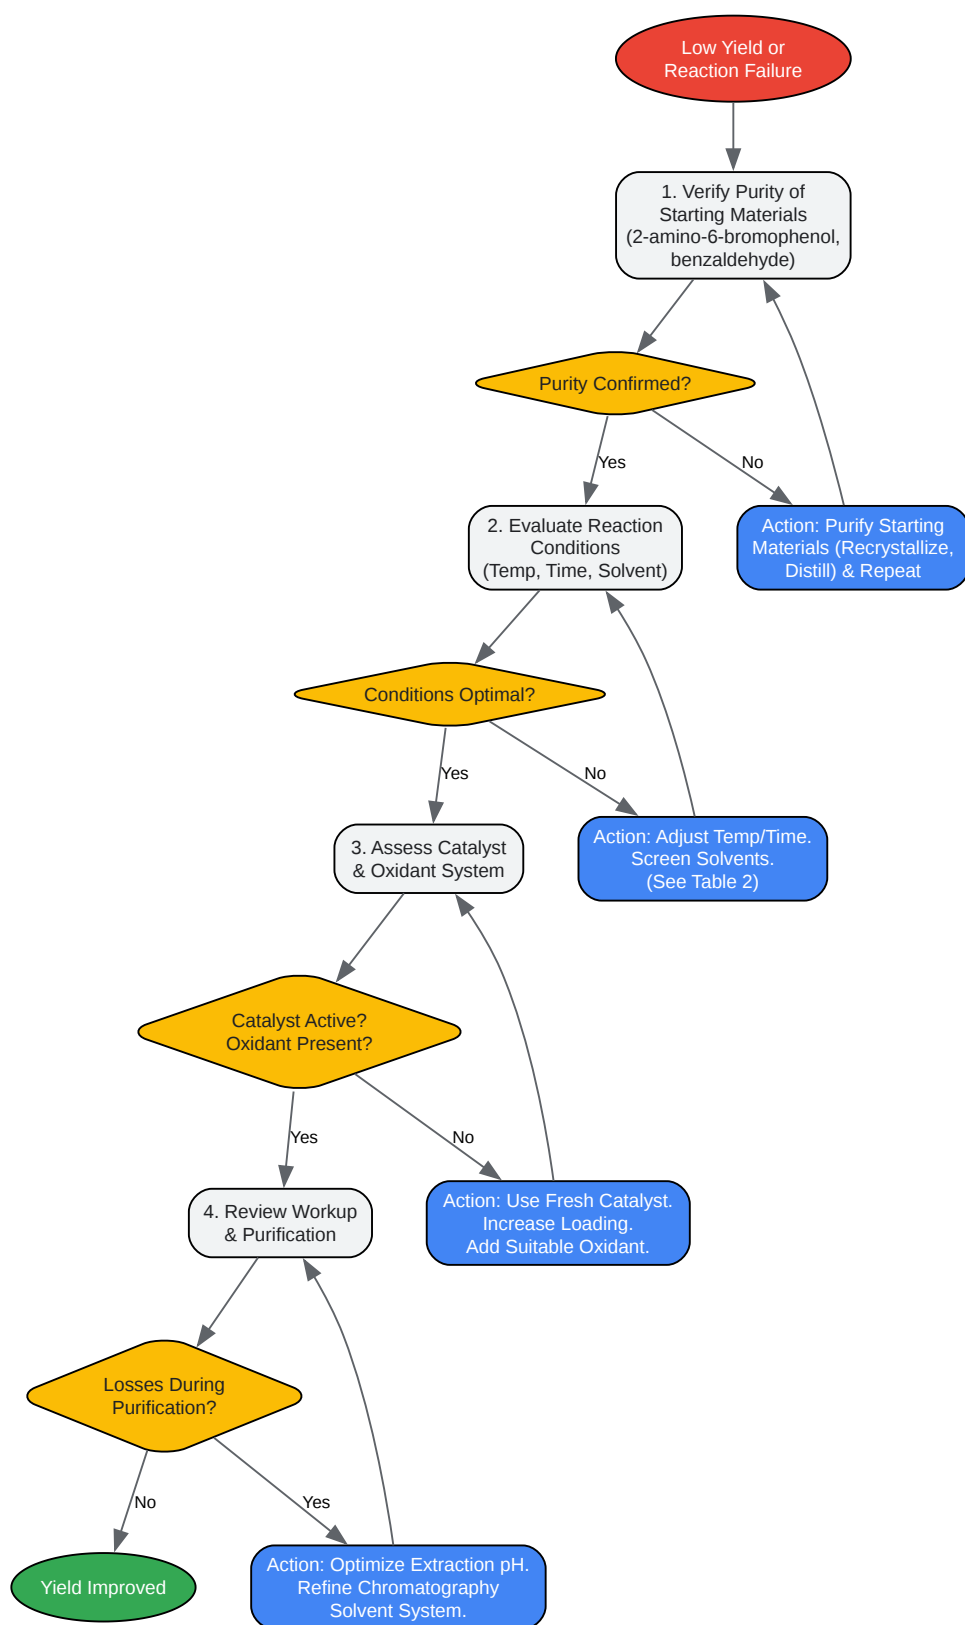 Low Yield or
Reaction Failure
1. Verify Purity of
Starting Materials
(2-amino-6-bromophenol,
benzaldehyde)
Purity Confirmed?
Yes
No
2. Evaluate Reaction
Conditions
(Temp, Time, Solvent)
Action: Purify Starting
Materials (Recrystallize,
Distill) & Repeat
Conditions Optimal?
Yes
No
3. Assess Catalyst
& Oxidant System
Action: Adjust Temp/Time.
Screen Solvents.
(See Table 2)
Catalyst Active?
Oxidant Present?
Yes
No
4. Review Workup
& Purification
Action: Use Fresh Catalyst.
Increase Loading.
Add Suitable Oxidant.
Losses During
Purification?
No
Yes
Yield Improved
Action: Optimize Extraction pH.
Refine Chromatography
Solvent System.